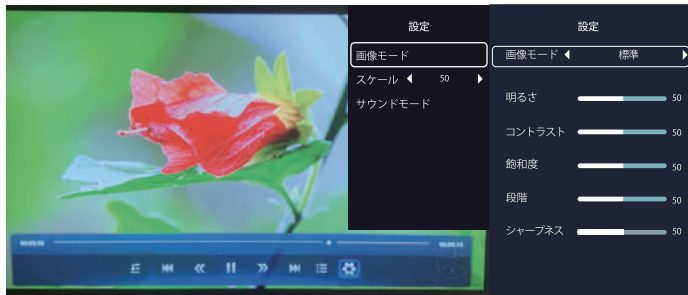 設定
画像モード
スケール 50
サウンドモード
設定
画像モード 標準
明るさ 50
コントラスト 50
飽和度 50
段階 50
シャープネス 50